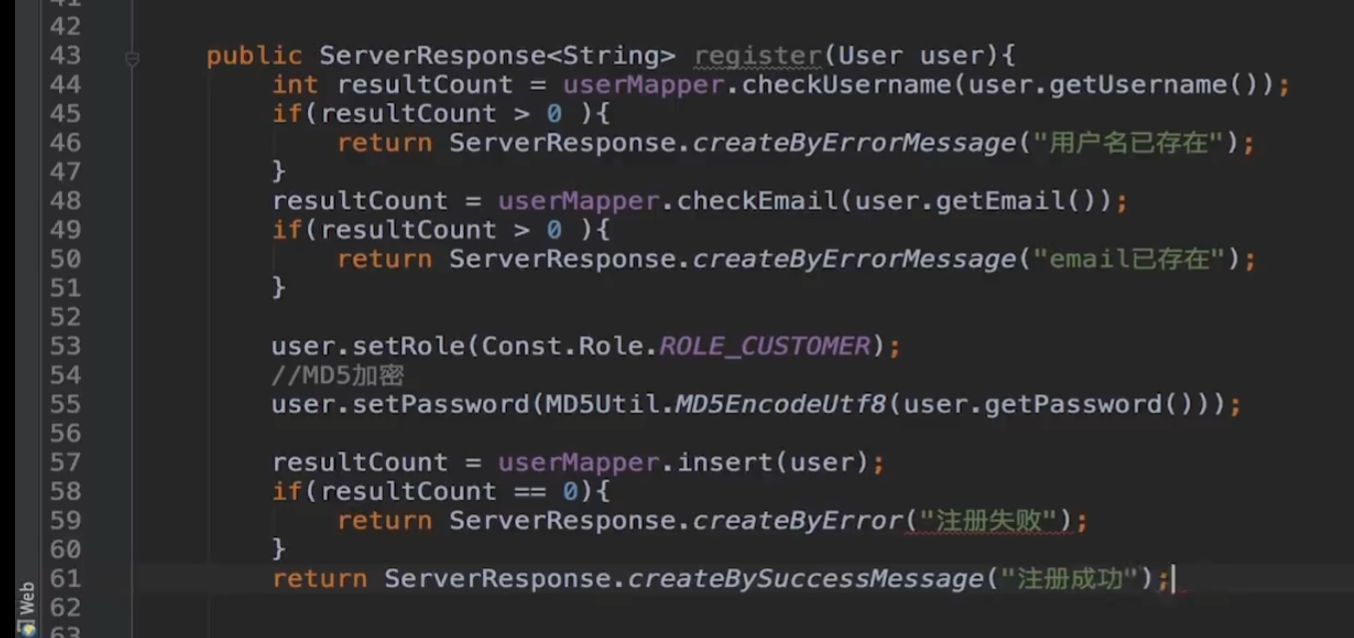 41
42
43 public ServerResponse<String> register(User user){
44 int resultCount = userMapper.checkUsername(user.getUsername());
45 if(resultCount > 0 ){
46 return ServerResponse.createByErrorMessage("用户名已存在");
47 }
48 resultCount = userMapper.checkEmail(user.getEmail());
49 if(resultCount > 0 ){
50 return ServerResponse.createByErrorMessage("email已存在");
51 }
52
53 user.setRole(Const.Role.ROLE_CUSTOMER);
54 //MD5加密
55 user.setPassword(MD5Util.MD5EncodeUtf8(user.getPassword()));
56
57 resultCount = userMapper.insert(user);
58 if(resultCount == 0){
59 return ServerResponse.createByError("注册失败");
60 }
61 return ServerResponse.createBySuccessMessage("注册成功");
62
63
Web